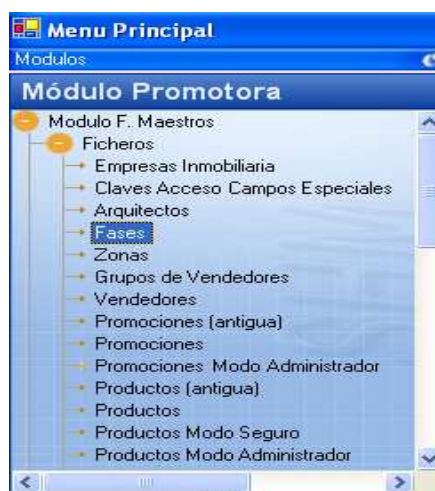 Menu Principal
Modulos
Módulo Promotora
Modulo F. Maestros
Ficheros
Empresas Inmobiliaria
Claves Acceso Campos Especiales
Arquitectos
Fases
Zonas
Grupos de Vendedores
Vendedores
Promociones (antigua)
Promociones
Promociones Modo Administrador
Productos (antigua)
Productos
Productos Modo Seguro
Productos Modo Administrador